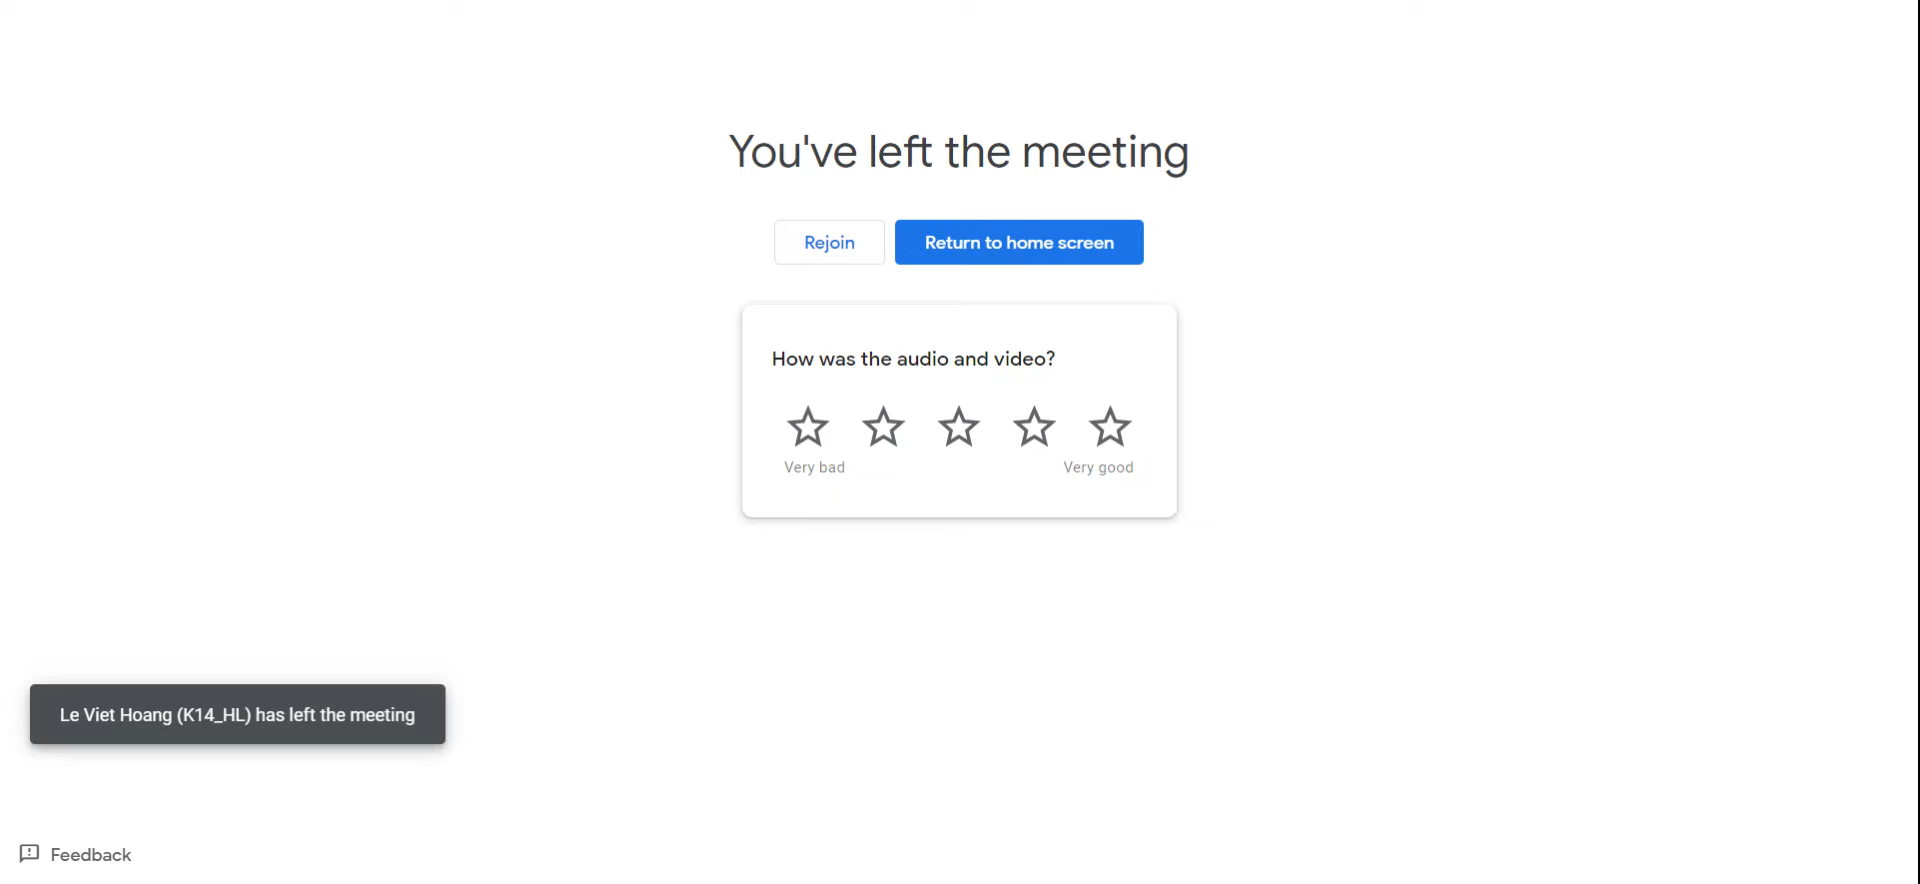 You've left the meeting
Rejoin
Return to home screen
How was the audio and video?
Very bad
Very good
Le Viet Hoang (K14_HL) has left the meeting
Feedback